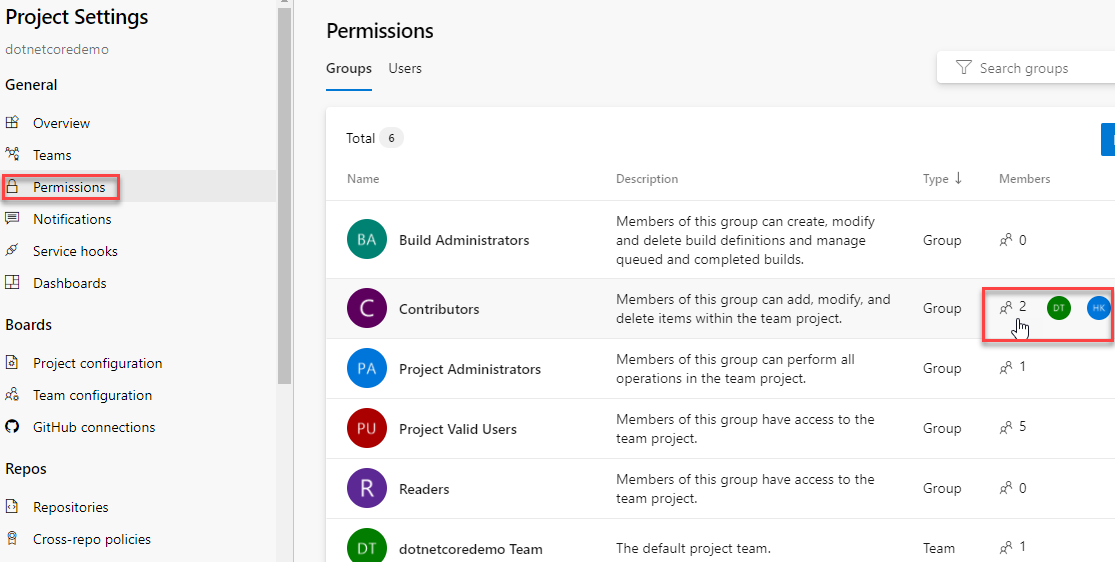 Project Settings
dotnetcoredemo
General
Overview
Teams
Permissions
Notifications
Service hooks
Dashboards
Boards
Project configuration
Team configuration
GitHub connections
Repos
Repositories
Cross-repo policies
Permissions
Groups Users
Search groups
Total 6
Name Description Type ↓ Members
BA Build Administrators
Members of this group can create, modify
and delete build definitions and manage
queued and completed builds.
Group 0
C Contributors
Members of this group can add, modify, and
delete items within the team project.
Group 2 DT HK
PA Project Administrators
Members of this group can perform all
operations in the team project.
Group 1
PU Project Valid Users
Members of this group have access to the
team project.
Group 5
R Readers
Members of this group have access to the
team project.
Group 0
DT dotnetcoredemo Team
The default project team.
Team 1